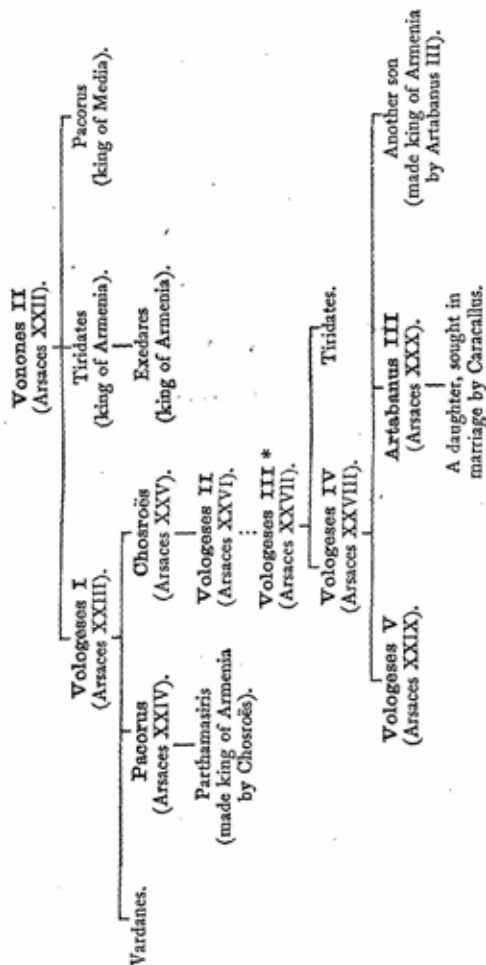 Vonones II
(Arsaces XXII).
Vologeses I
(Arsaces XXIII).
Tiridates
(king of Armenia).
Pacorus
(king of Media).
Vardanes.
Pacorus
(Arsaces XXIV).
Chosroës
(Arsaces XXV).
Exedares
(king of Armenia).
Parthamasiris
(made king of Armenia
by Chosroës).
Vologeses II
(Arsaces XXVI).
Vologeses III *
(Arsaces XXVII).
Vologeses IV
(Arsaces XXVIII).
Tiridates.
Vologeses V
(Arsaces XXIX).
Artabanus III
(Arsaces XXX).
Another son
(made king of Armenia
by Artabanus III).
A daughter, sought in
marriage by Caracallus.